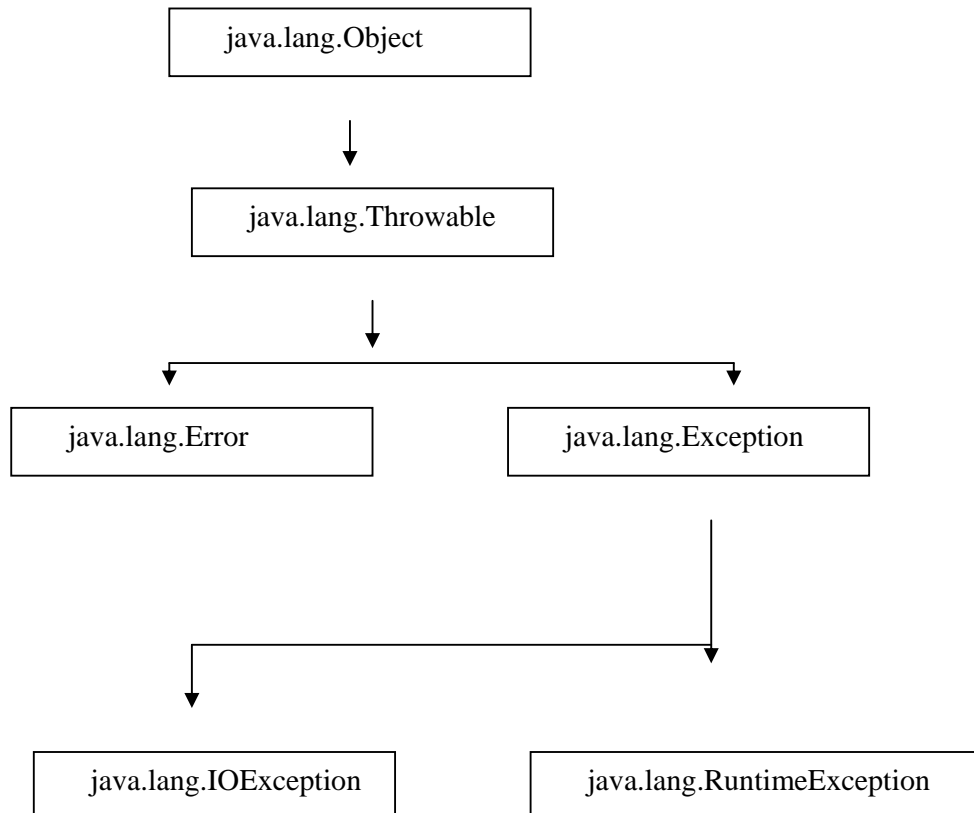 java.lang.Object
java.lang.Throwable
java.lang.Error
java.lang.Exception
java.lang.IOException
java.lang.RuntimeException